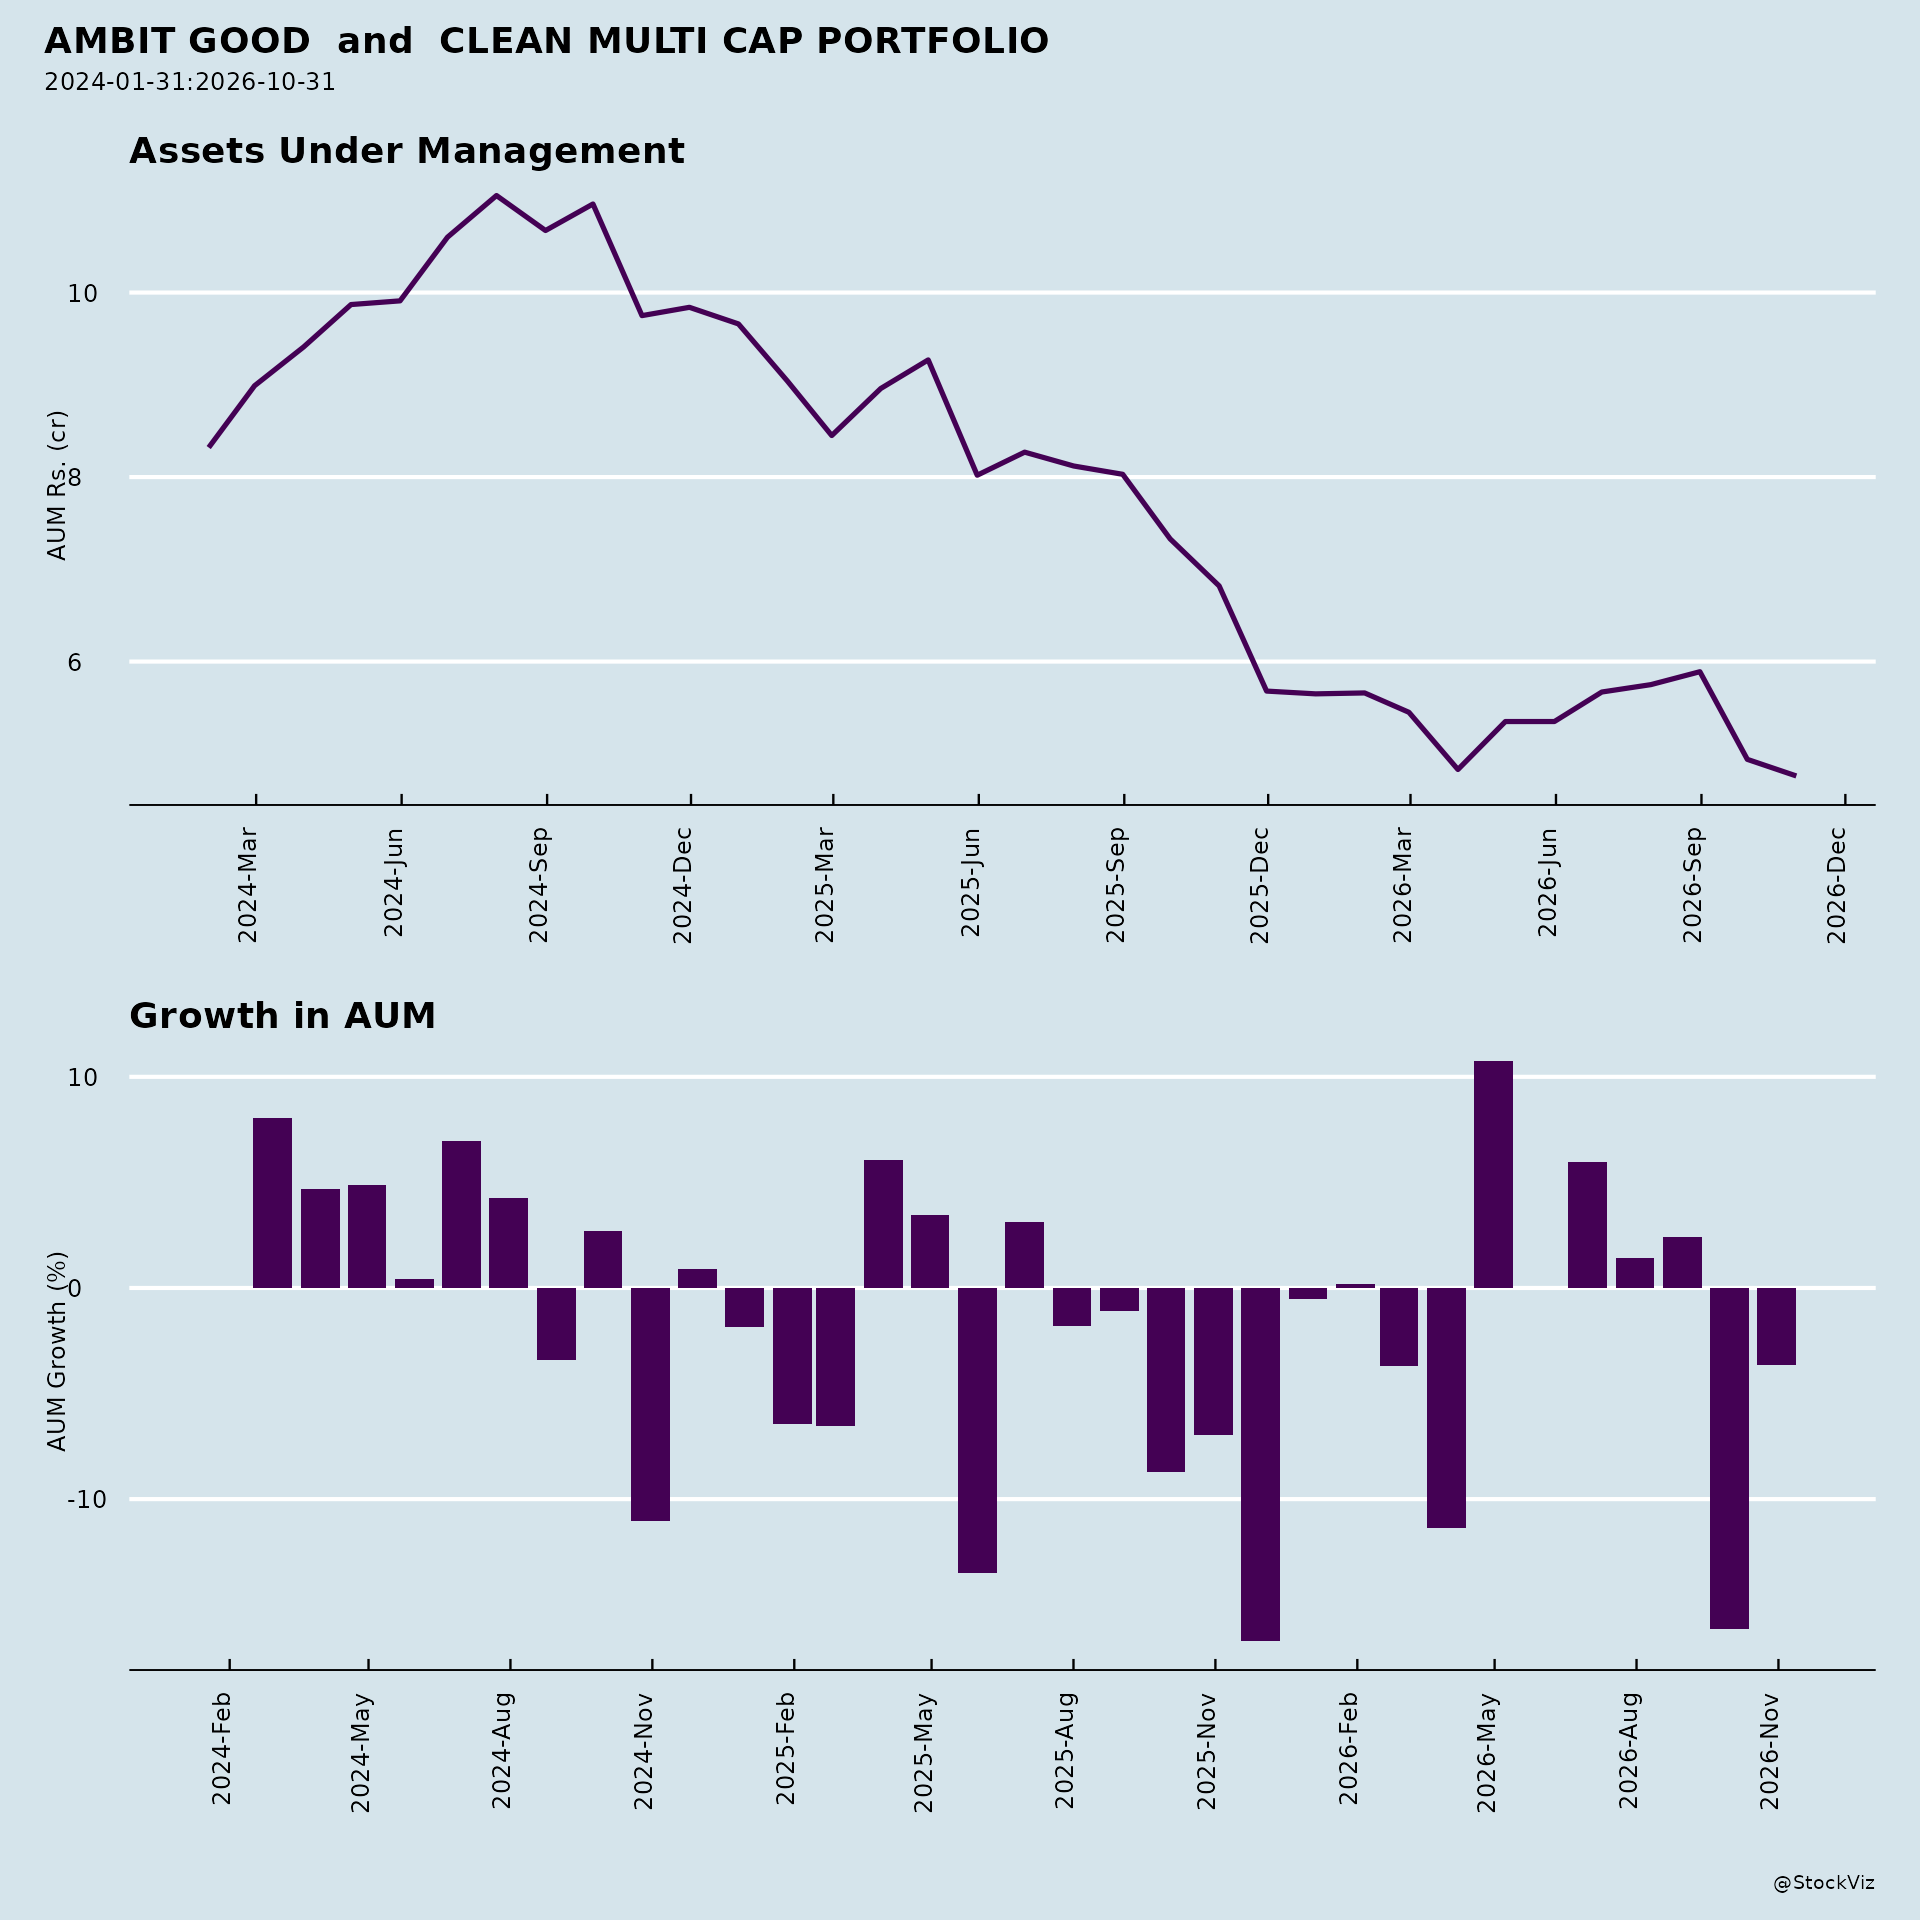 AMBIT GOOD  and  CLEAN MULTI CAP PORTFOLIO
2024-01-31:2026-10-31
Assets Under Management
AUM Rs. (cr)
10
8
6
2024-Mar
2024-Jun
2024-Sep
2024-Dec
2025-Mar
2025-Jun
2025-Sep
2025-Dec
2026-Mar
2026-Jun
2026-Sep
2026-Dec
Growth in AUM
AUM Growth (%)
10
0
-10
2024-Feb
2024-May
2024-Aug
2024-Nov
2025-Feb
2025-May
2025-Aug
2025-Nov
2026-Feb
2026-May
2026-Aug
2026-Nov
@StockViz